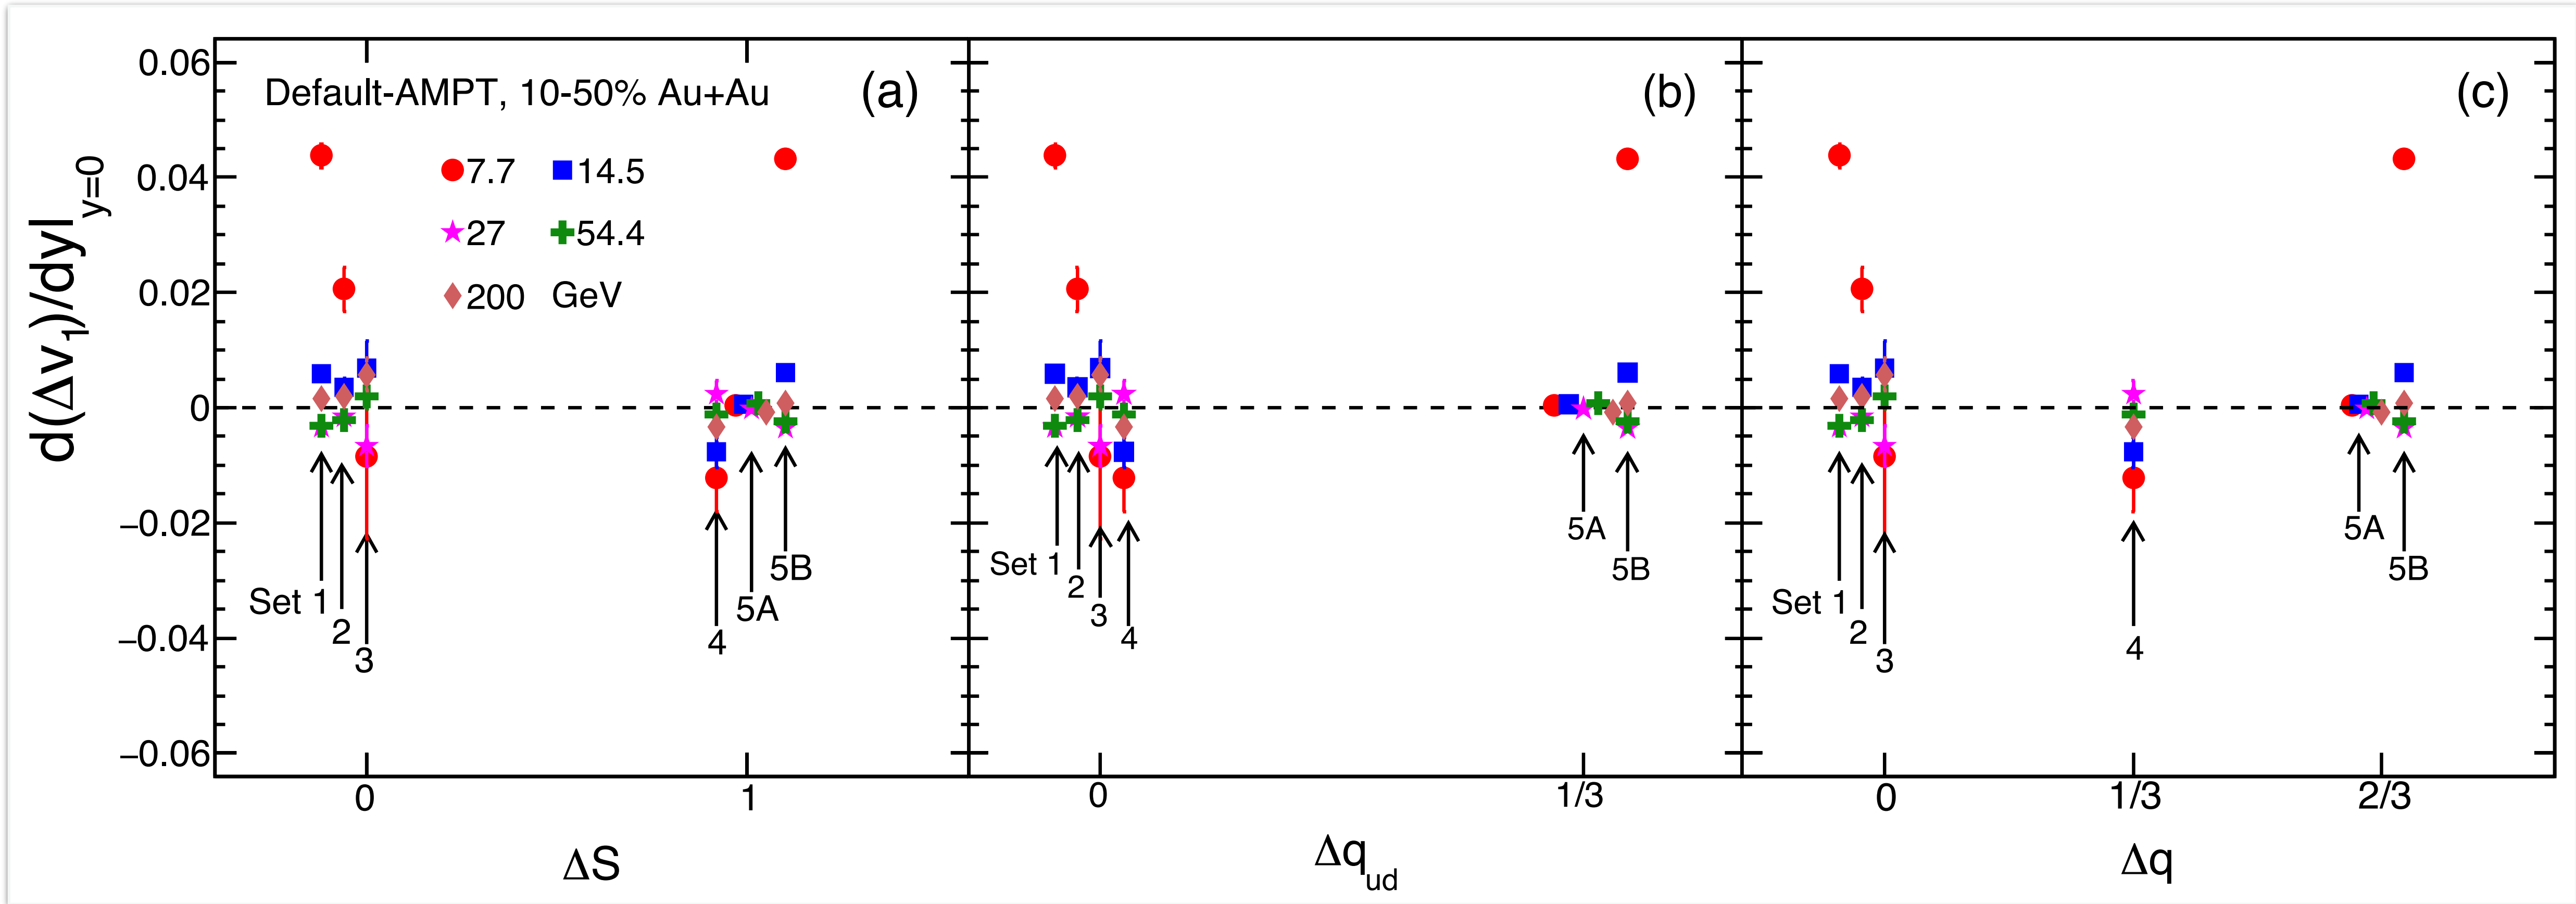 d(Δv₁)/dy|y=0
0.06
0.04
0.02
0
−0.02
−0.04
−0.06
Default-AMPT, 10-50% Au+Au
(a)
7.7 14.5
27 54.4
200 GeV
Set 1
2
3
4
5A
5B
0 1
ΔS
(b)
Set 1
2
3
4
5A
5B
0 1/3
Δqud
(c)
Set 1
2
3
4
5A
5B
0 1/3 2/3
Δq